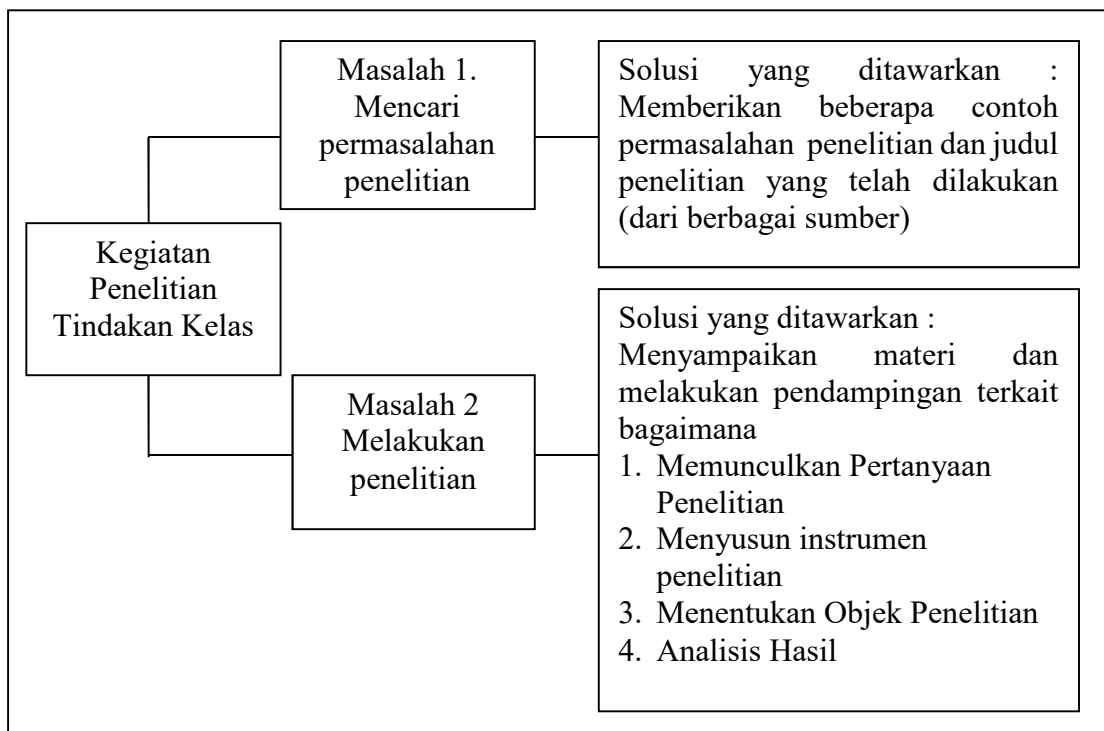 Masalah 1.
Mencari
permasalahan
penelitian
Solusi yang ditawarkan :
Memberikan beberapa contoh
permasalahan penelitian dan judul
penelitian yang telah dilakukan
(dari berbagai sumber)
Kegiatan
Penelitian
Tindakan Kelas
Masalah 2
Melakukan
penelitian
Solusi yang ditawarkan :
Menyampaikan materi dan
melakukan pendampingan terkait
bagaimana
1. Memunculkan Pertanyaan
Penelitian
2. Menyusun instrumen
penelitian
3. Menentukan Objek Penelitian
4. Analisis Hasil